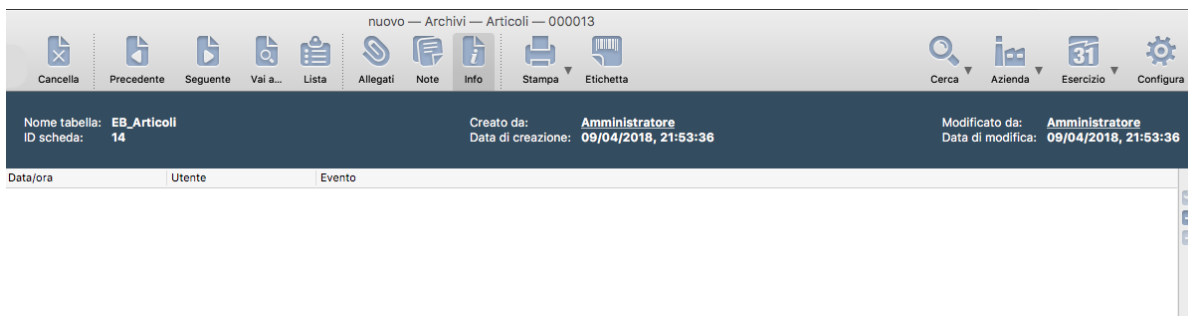 nuovo — Archivi — Articoli — 000013
Cancella Precedente Seguente Vai a... Lista Allegati Note Info Stampa Etichetta Cerca Azienda 31 Esercizio Configura
Nome tabella: EB_Articoli Creato da: Amministratore Modificato da: Amministratore
ID scheda: 14 Data di creazione: 09/04/2018, 21:53:36 Data di modifica: 09/04/2018, 21:53:36
Data/ora Utente Evento